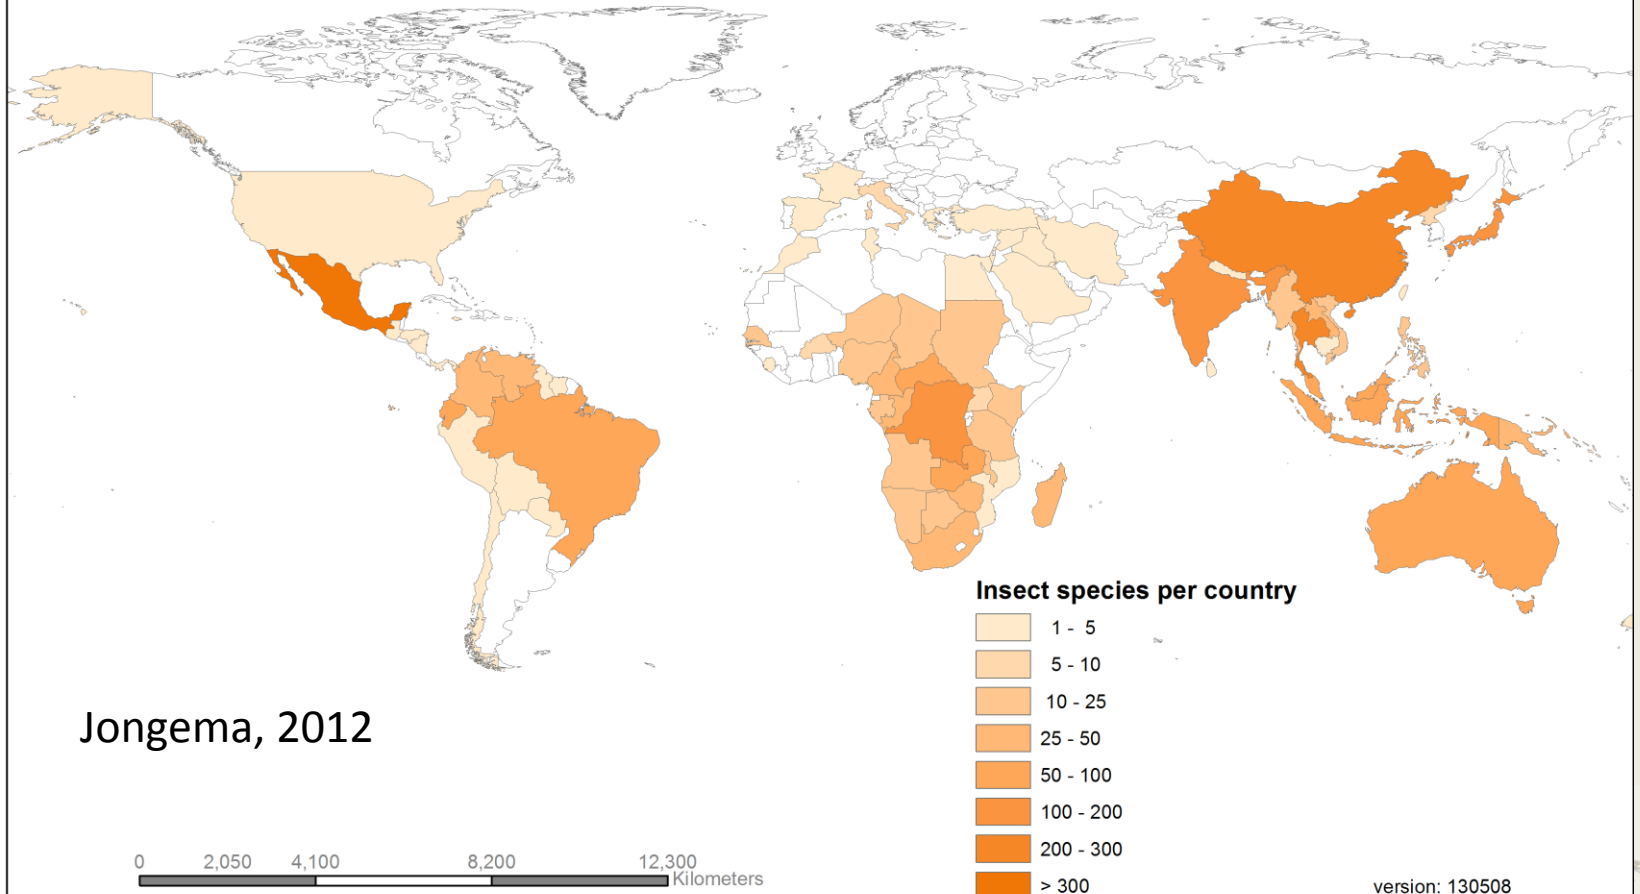 Insect species per country
1 - 5
5 - 10
10 - 25
25 - 50
50 - 100
100 - 200
200 - 300
> 300
Jongema, 2012
0 2,050 4,100 8,200 12,300
Kilometers
version: 130508